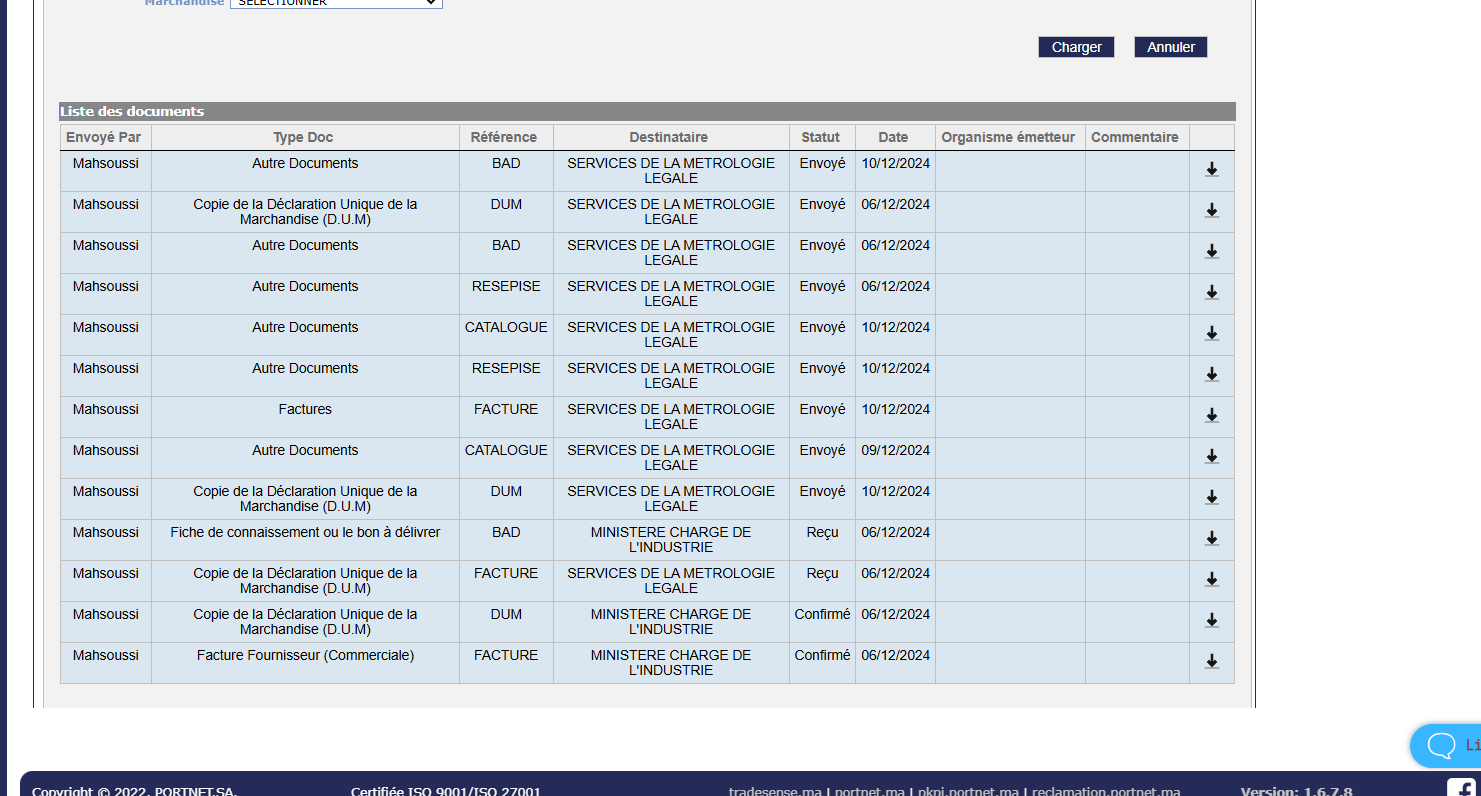 Marchandise SELECTIONNER
Charger Annuler
Liste des documents
Envoyé Par Type Doc Référence Destinataire Statut Date Organisme émetteur Commentaire
Mahsoussi Autre Documents BAD SERVICES DE LA METROLOGIE LEGALE Envoyé 10/12/2024
Mahsoussi Copie de la Déclaration Unique de la Marchandise (D.U.M) DUM SERVICES DE LA METROLOGIE LEGALE Envoyé 06/12/2024
Mahsoussi Autre Documents BAD SERVICES DE LA METROLOGIE LEGALE Envoyé 06/12/2024
Mahsoussi Autre Documents RESEPISE SERVICES DE LA METROLOGIE LEGALE Envoyé 06/12/2024
Mahsoussi Autre Documents CATALOGUE SERVICES DE LA METROLOGIE LEGALE Envoyé 10/12/2024
Mahsoussi Autre Documents RESEPISE SERVICES DE LA METROLOGIE LEGALE Envoyé 10/12/2024
Mahsoussi Factures FACTURE SERVICES DE LA METROLOGIE LEGALE Envoyé 10/12/2024
Mahsoussi Autre Documents CATALOGUE SERVICES DE LA METROLOGIE LEGALE Envoyé 09/12/2024
Mahsoussi Copie de la Déclaration Unique de la Marchandise (D.U.M) DUM SERVICES DE LA METROLOGIE LEGALE Envoyé 10/12/2024
Mahsoussi Fiche de connaissement ou le bon à délivrer BAD MINISTERE CHARGE DE L'INDUSTRIE Reçu 06/12/2024
Mahsoussi Copie de la Déclaration Unique de la Marchandise (D.U.M) FACTURE SERVICES DE LA METROLOGIE LEGALE Reçu 06/12/2024
Mahsoussi Copie de la Déclaration Unique de la Marchandise (D.U.M) DUM MINISTERE CHARGE DE L'INDUSTRIE Confirmé 06/12/2024
Mahsoussi Facture Fournisseur (Commerciale) FACTURE MINISTERE CHARGE DE L'INDUSTRIE Confirmé 06/12/2024
Li
Copyright © 2022, PORTNET.SA. Certifiée ISO 9001/ISO 27001 tradesense.ma | portnet.ma | pkpi.portnet.ma | reclamation.portnet.ma Version: 1.6.7.8